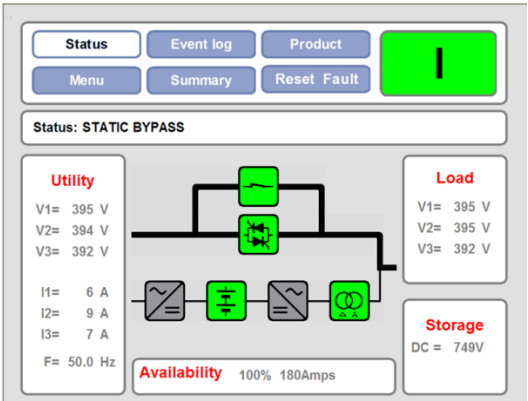 Status Event log Product
Menu Summary Reset Fault
I
Status: STATIC BYPASS
Utility
V1= 395 V
V2= 394 V
V3= 392 V
I1= 6 A
I2= 9 A
I3= 7 A
F= 50.0 Hz
Load
V1= 395 V
V2= 395 V
V3= 392 V
Storage
DC = 749V
Availability 100% 180Amps